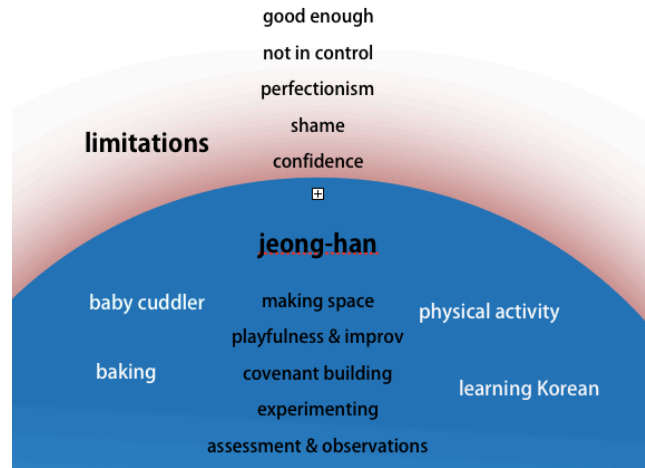 good enough
not in control
perfectionism
shame
limitations
confidence
jeong-han
baby cuddler
making space
physical activity
playfulness & improv
baking
covenant building
learning Korean
experimenting
assessment & observations